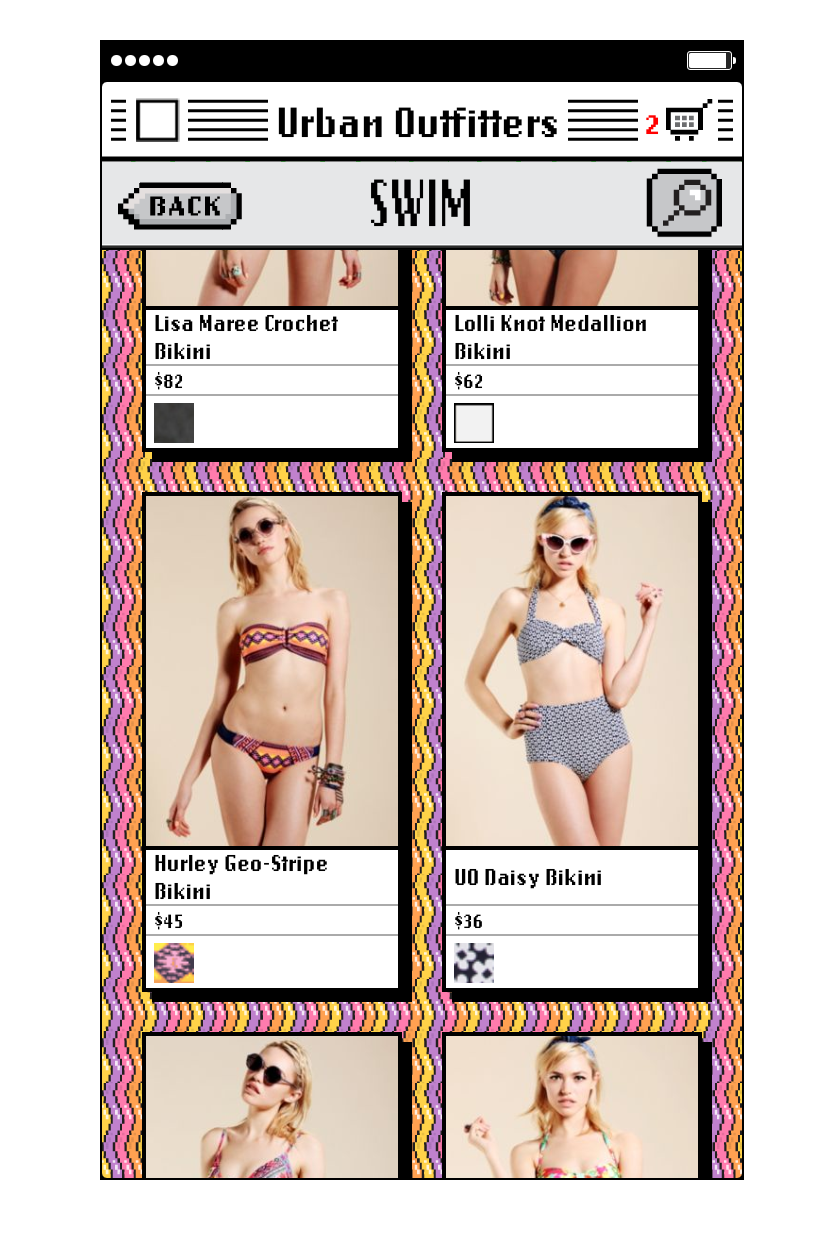 Urban Outfitters
2
BACK
SWIM
Lisa Maree Crochet
Bikini
$82
Lolli Knot Medallion
Bikini
$62
Hurley Geo-Stripe
Bikini
$45
UO Daisy Bikini
$36